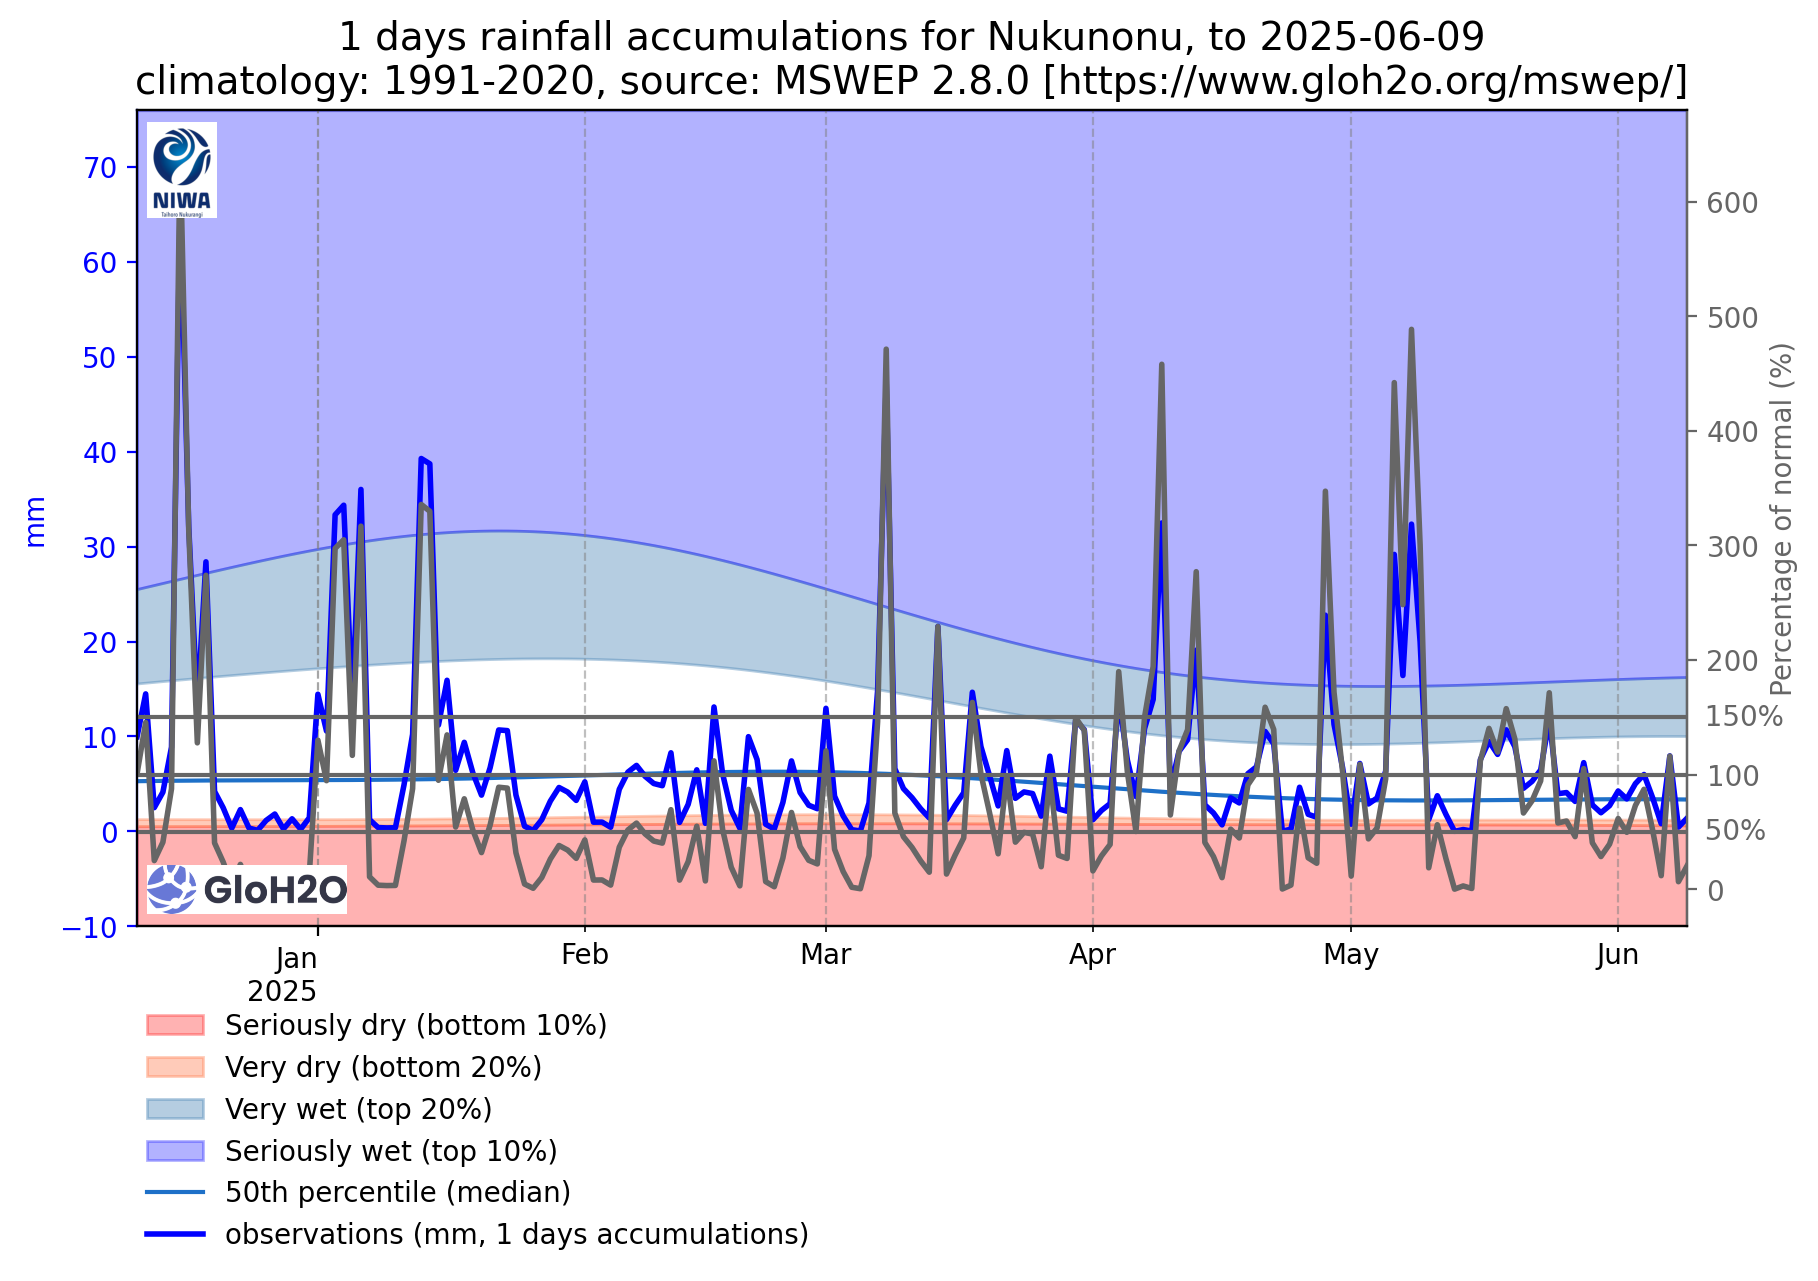 1 days rainfall accumulations for Nukunonu, to 2025-06-09
climatology: 1991-2020, source: MSWEP 2.8.0 [https://www.gloh2o.org/mswep/]
NIWA
Taihoro Nukurangi
70
60
50
40
30
20
10
0
−10
mm
600
500
400
300
200
150%
100
50%
0
Percentage of normal (%)
GloH2O
Jan
2025
Feb
Mar
Apr
May
Jun
Seriously dry (bottom 10%)
Very dry (bottom 20%)
Very wet (top 20%)
Seriously wet (top 10%)
50th percentile (median)
observations (mm, 1 days accumulations)